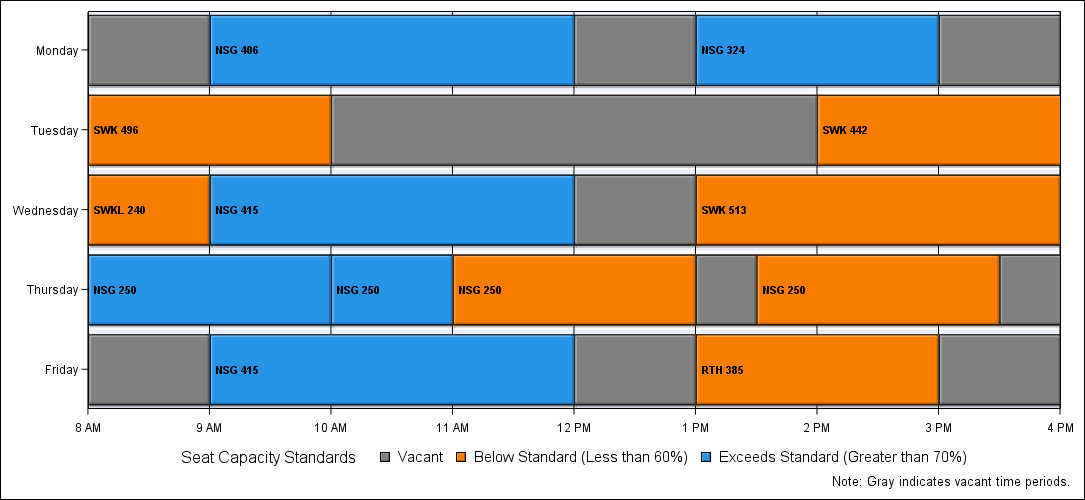 Monday
NSG 406
NSG 324
Tuesday
SWK 496
SWK 442
Wednesday
SWKL 240
NSG 415
SWK 513
Thursday
NSG 250
NSG 250
NSG 250
NSG 250
Friday
NSG 415
RTH 385
8 AM 9 AM 10 AM 11 AM 12 PM 1 PM 2 PM 3 PM 4 PM
Seat Capacity Standards Vacant Below Standard (Less than 60%) Exceeds Standard (Greater than 70%)
Note: Gray indicates vacant time periods.